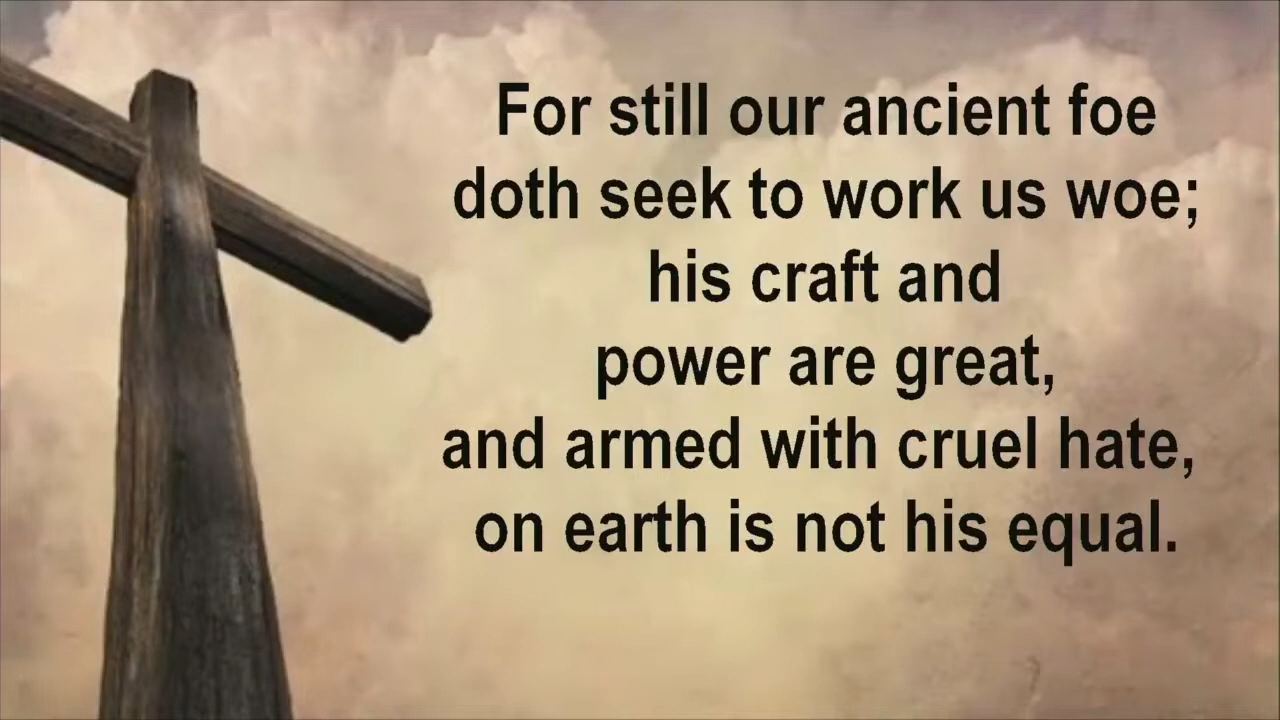 For still our ancient foe
doth seek to work us woe;
his craft and
power are great,
and armed with cruel hate,
on earth is not his equal.